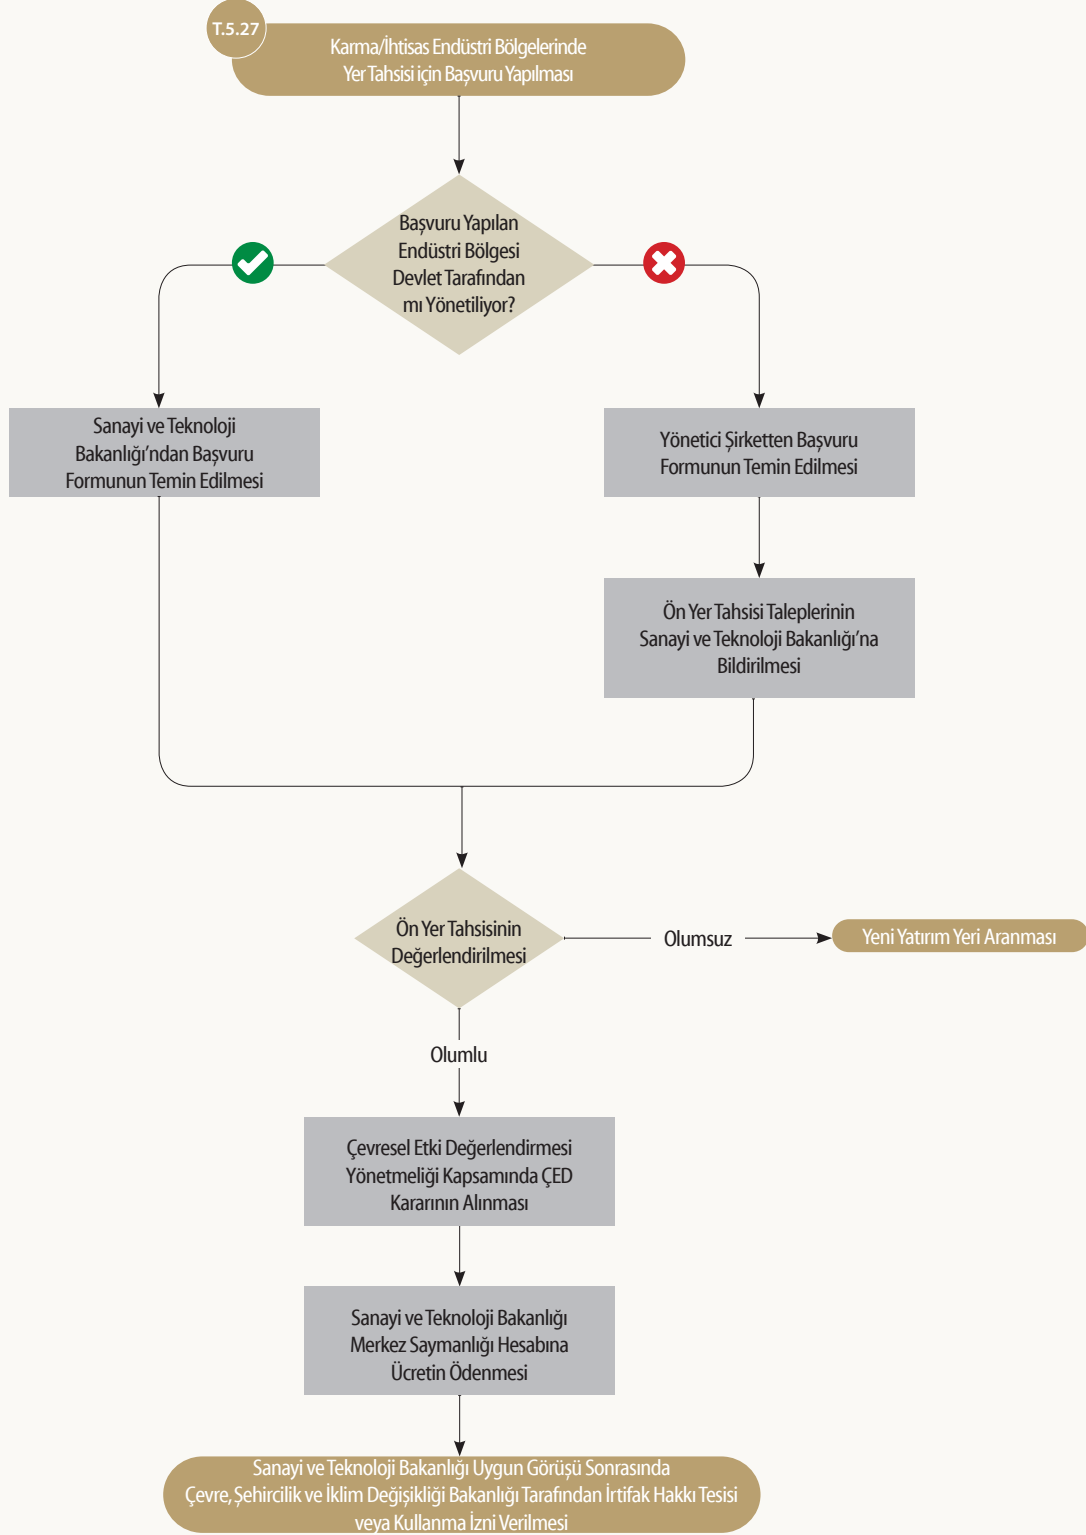 T.5.27
Karma/İhtisas Endüstri Bölgelerinde
Yer Tahsisi için Başvuru Yapılması
Başvuru Yapılan
Endüstri Bölgesi
Devlet Tarafından
mı Yönetiliyor?
Sanayi ve Teknoloji
Bakanlığı’ndan Başvuru
Formunun Temin Edilmesi
Yönetici Şirketten Başvuru
Formunun Temin Edilmesi
Ön Yer Tahsisi Taleplerinin
Sanayi ve Teknoloji Bakanlığı’na
Bildirilmesi
Ön Yer Tahsisinin
Değerlendirilmesi
Olumsuz
Yeni Yatırım Yeri Aranması
Olumlu
Çevresel Etki Değerlendirmesi
Yönetmeliği Kapsamında ÇED
Kararının Alınması
Sanayi ve Teknoloji Bakanlığı
Merkez Saymanlığı Hesabına
Ücretin Ödenmesi
Sanayi ve Teknoloji Bakanlığı Uygun Görüşü Sonrasında
Çevre, Şehircilik ve İklim Değişikliği Bakanlığı Tarafından İrtifak Hakkı Tesisi
veya Kullanma İzni Verilmesi